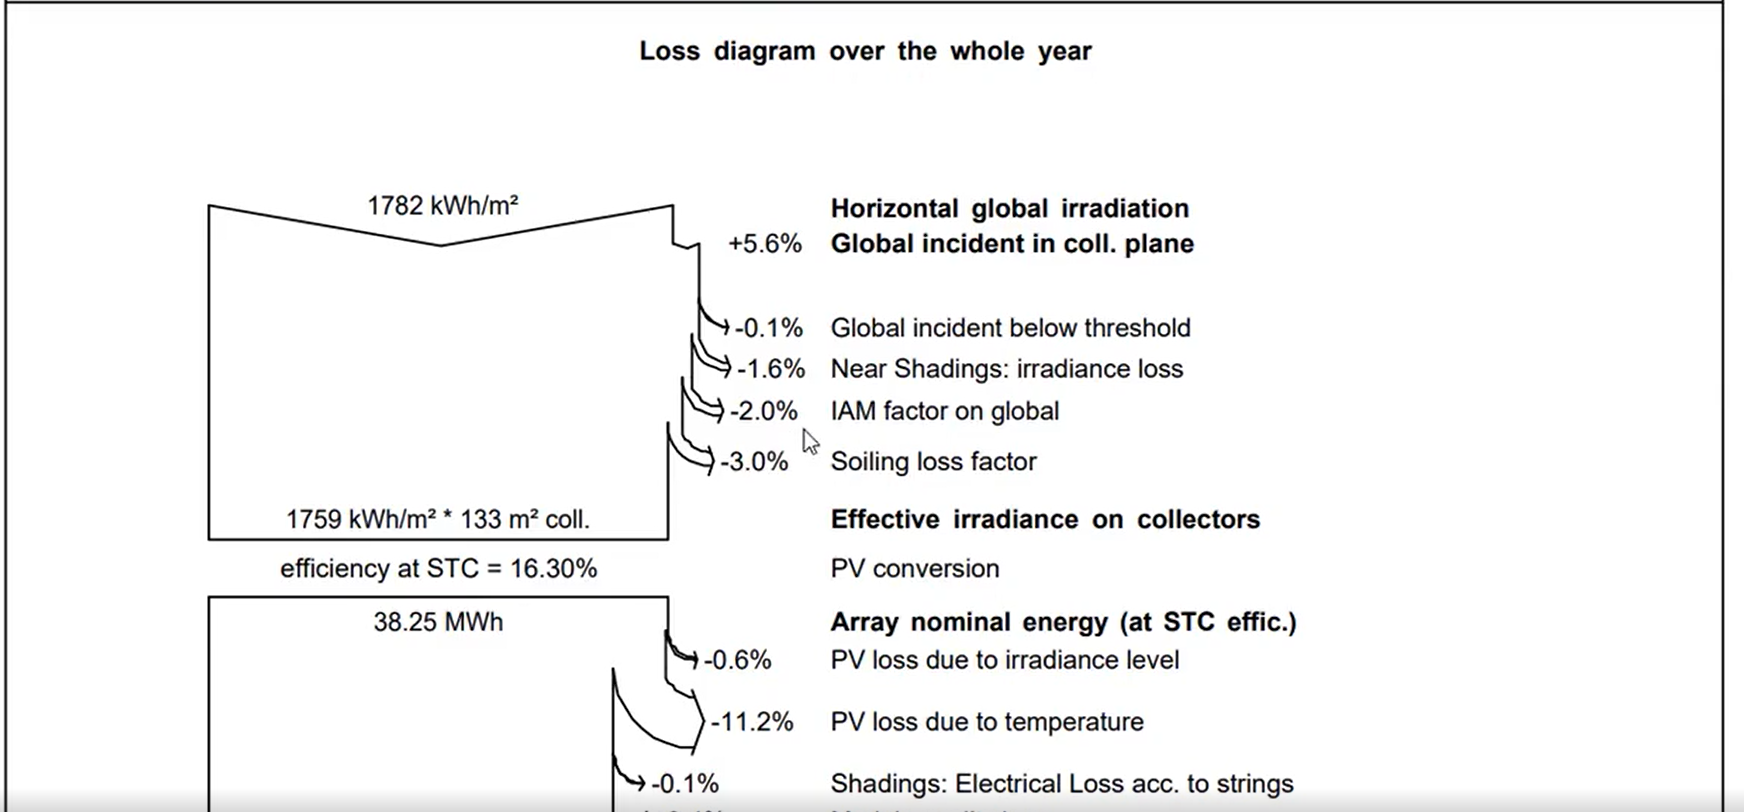 Loss diagram over the whole year
1782 kWh/m² Horizontal global irradiation
+5.6% Global incident in coll. plane
-0.1% Global incident below threshold
-1.6% Near Shadings: irradiance loss
-2.0% IAM factor on global
-3.0% Soiling loss factor
1759 kWh/m² * 133 m² coll. Effective irradiance on collectors
efficiency at STC = 16.30% PV conversion
38.25 MWh Array nominal energy (at STC effic.)
-0.6% PV loss due to irradiance level
-11.2% PV loss due to temperature
-0.1% Shadings: Electrical Loss acc. to strings